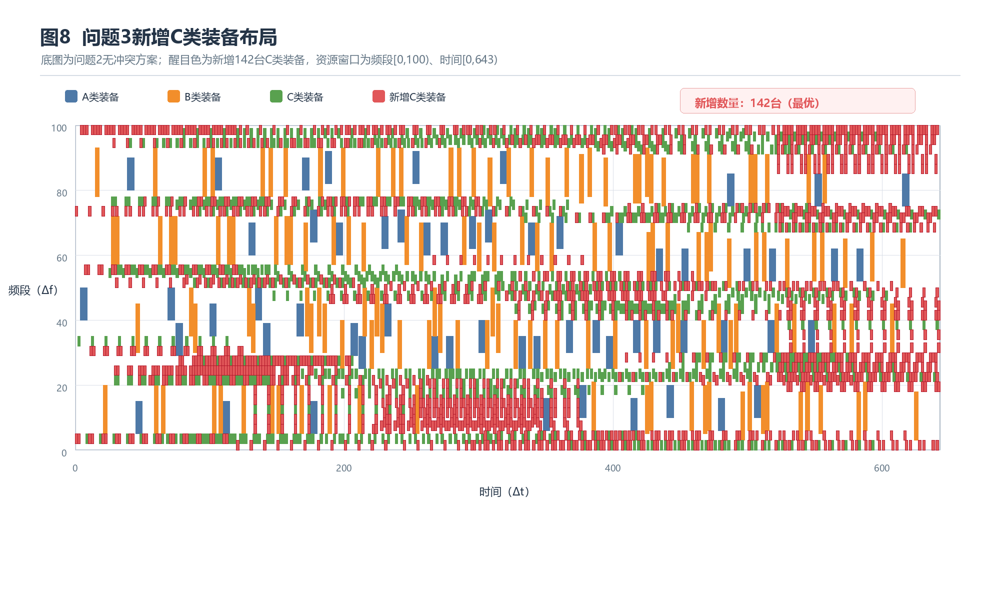 图8 问题3新增C类装备布局
底图为问题2无冲突方案；醒目色为新增142台C类装备，资源窗口为频段[0,100)、时间[0,643)
A类装备 B类装备 C类装备 新增C类装备
新增数量：142台（最优）
100
80
60
频段（Δf）
40
20
0
0 200 400 600
时间（Δt）